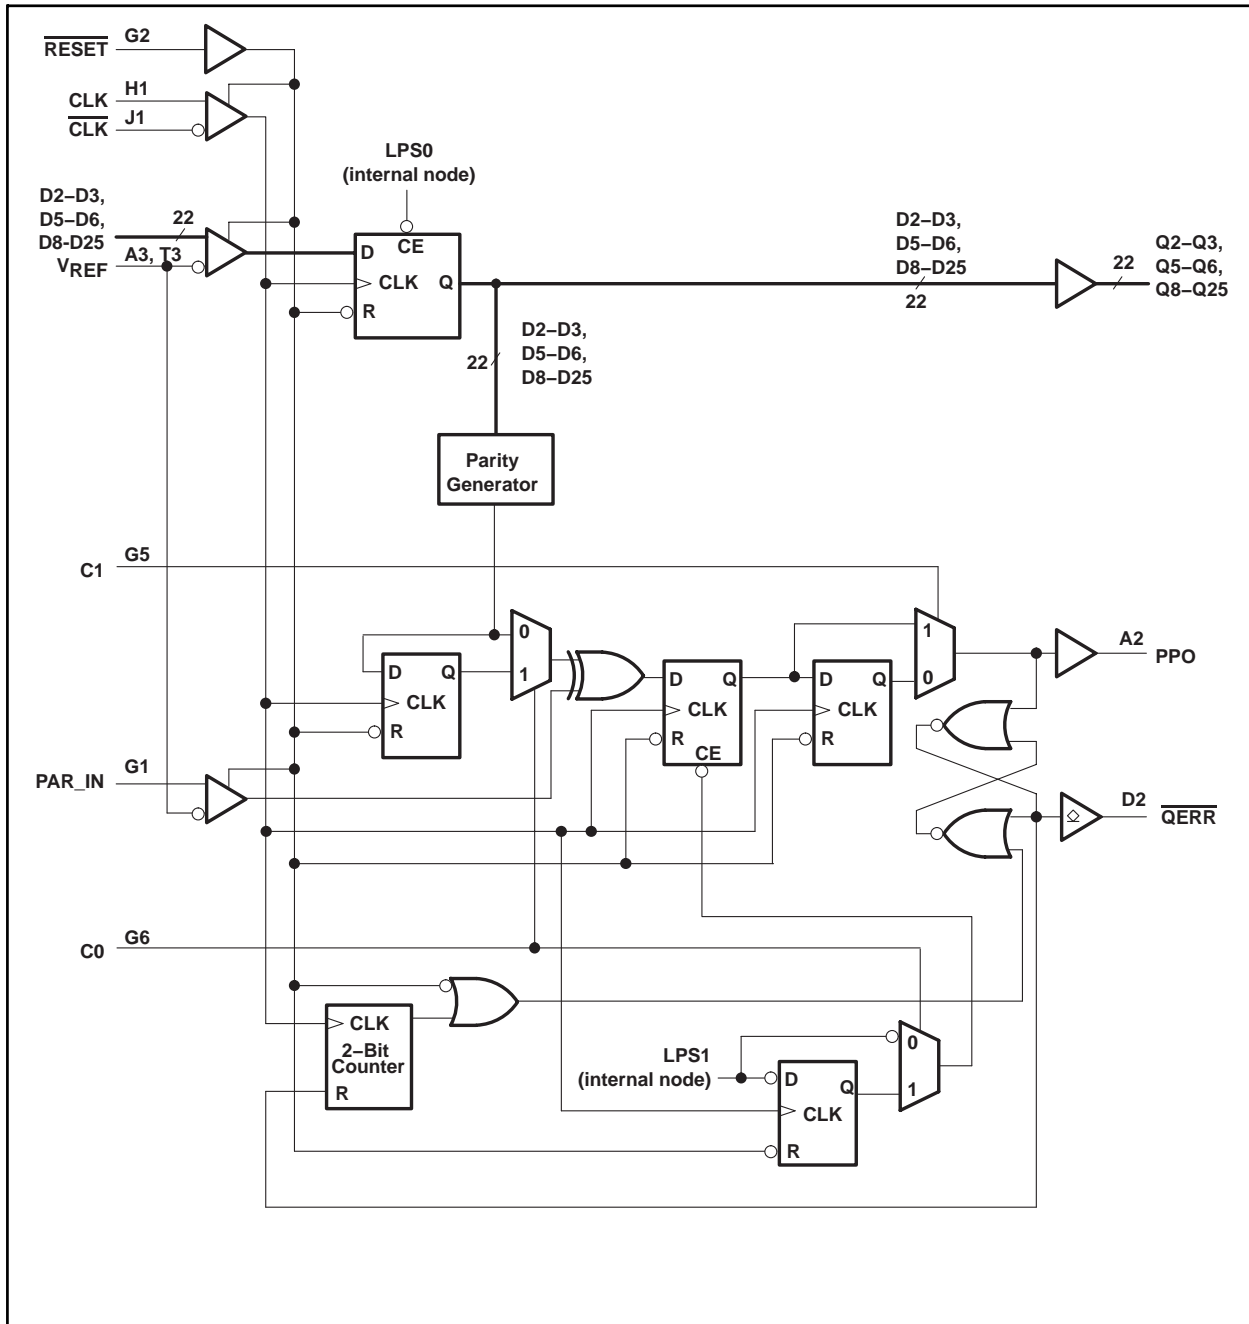 RESET G2
CLK H1
CLK J1
LPS0
(internal node)
D2–D3,
D5–D6,
D8-D25
22
VREF A3, T3
D CE
CLK Q
R
D2–D3,
D5–D6,
D8–D25
22
D2–D3,
D5–D6,
D8–D25
22
22
Q2–Q3,
Q5–Q6,
Q8–Q25
Parity
Generator
C1 G5
0
1
D Q
CLK
R
D Q
CLK
R
CE
D Q
CLK
R
1
0
A2 PPO
PAR_IN G1
D2 QERR
C0 G6
CLK
2–Bit
Counter
R
LPS1
(internal node)
0
1
D Q
CLK
R